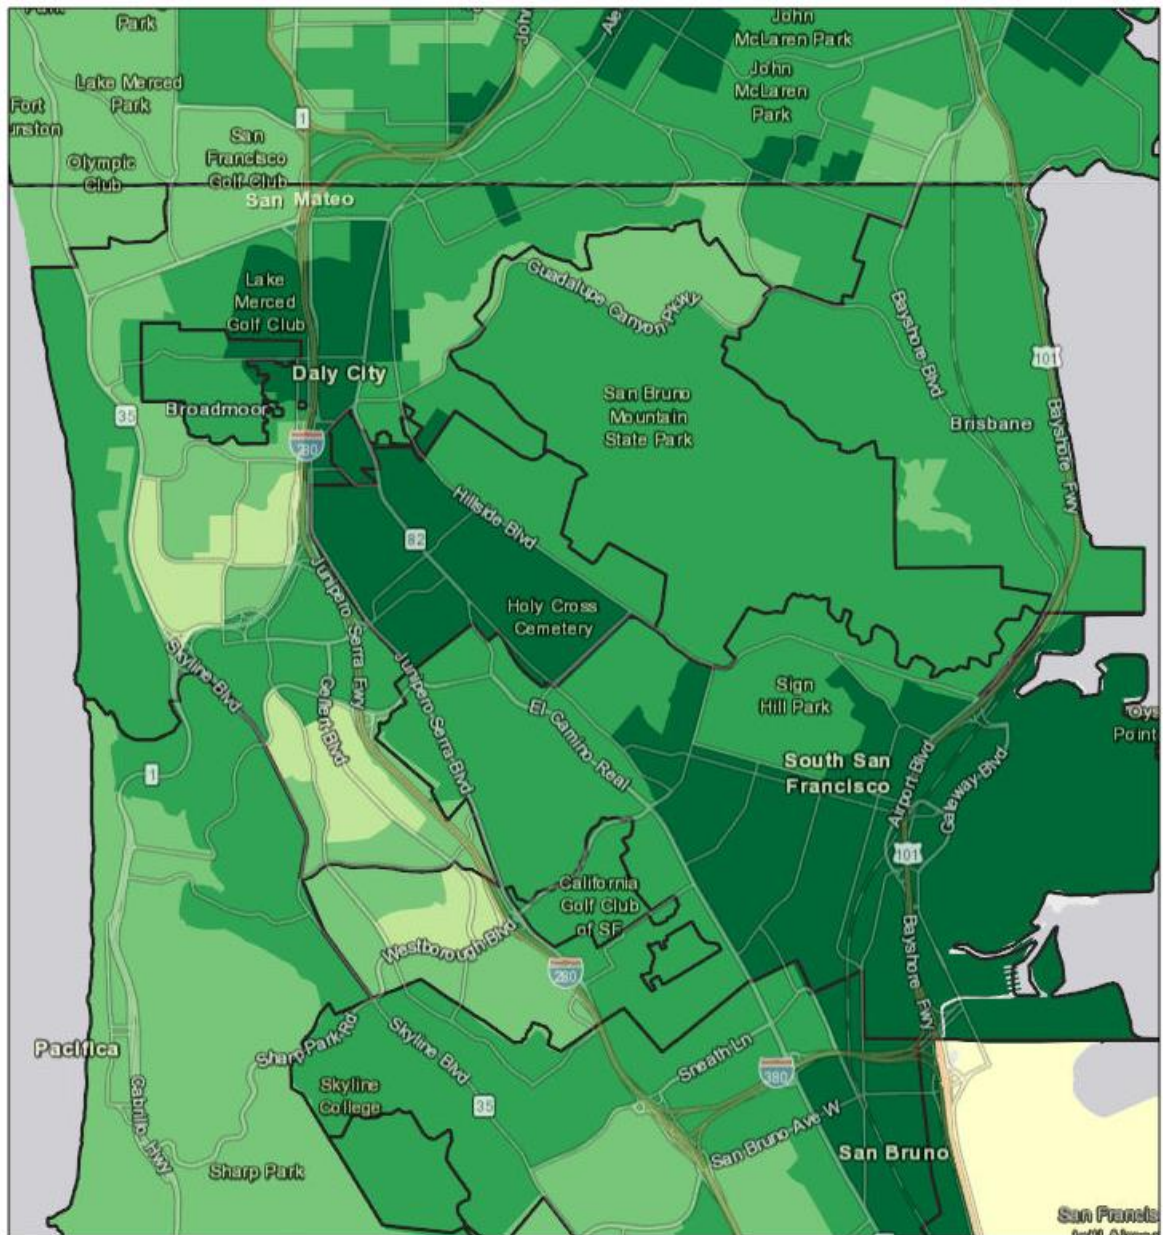 Park
John
McLaren Park
Lake Merced
Park
John
McLaren
Park
Fort
1
San
Francisco
Golf Club
Olympic
Club
San Mateo
Lake
Merced
Golf Club
Guadalupe Canyon Pkwy
Bayshore Blvd
101
Daly City
San Bruno
Mountain
State Park
35
Broadmoor
Brisbane
280
Bayshore Fwy
Hillside Blvd
82
Junipero Serra Fwy
Holy Cross
Cemetery
Skyline Blvd
Junipero Serra Blvd
Callan Blvd
Sign
Hill Park
El Camino Real
Oys
Point
1
South San
Francisco
Airport Blvd
Gateway Blvd
101
California
Golf Club
of SF
Westborough Blvd
280
Bayshore Fwy
Pacifica
Sharp Park Rd
Skyline Blvd
Sneath Ln
380
Skyline
College
35
Cabrillo Hwy
San Bruno Ave W
San Bruno
Sharp Park
San Francis